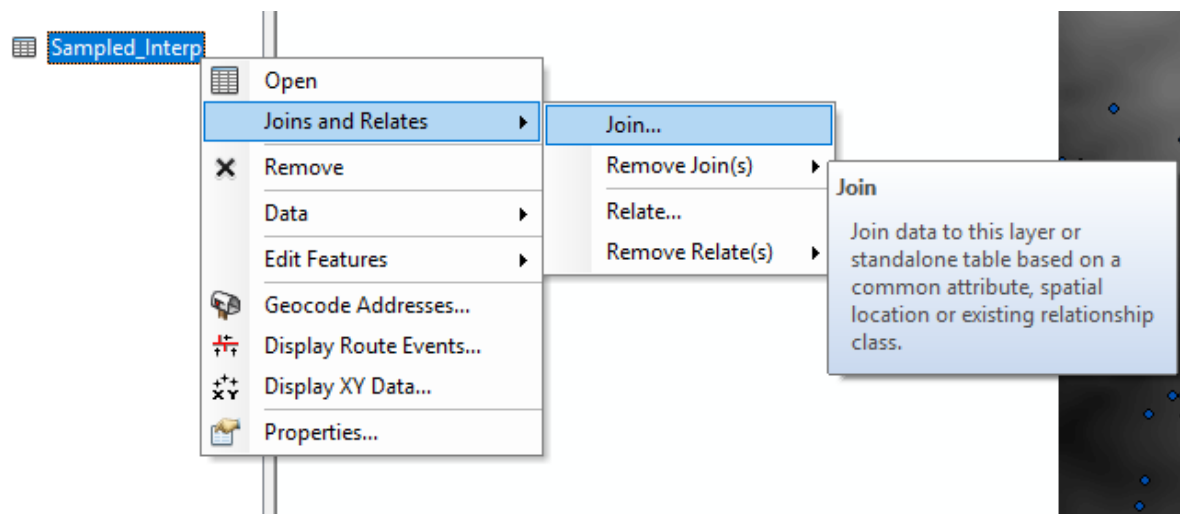 Sampled_Interp
Open
Joins and Relates
Remove
Data
Edit Features
Geocode Addresses...
Display Route Events...
Display XY Data...
Properties...
Join...
Remove Join(s)
Relate...
Remove Relate(s)
Join
Join data to this layer or
standalone table based on a
common attribute, spatial
location or existing relationship
class.